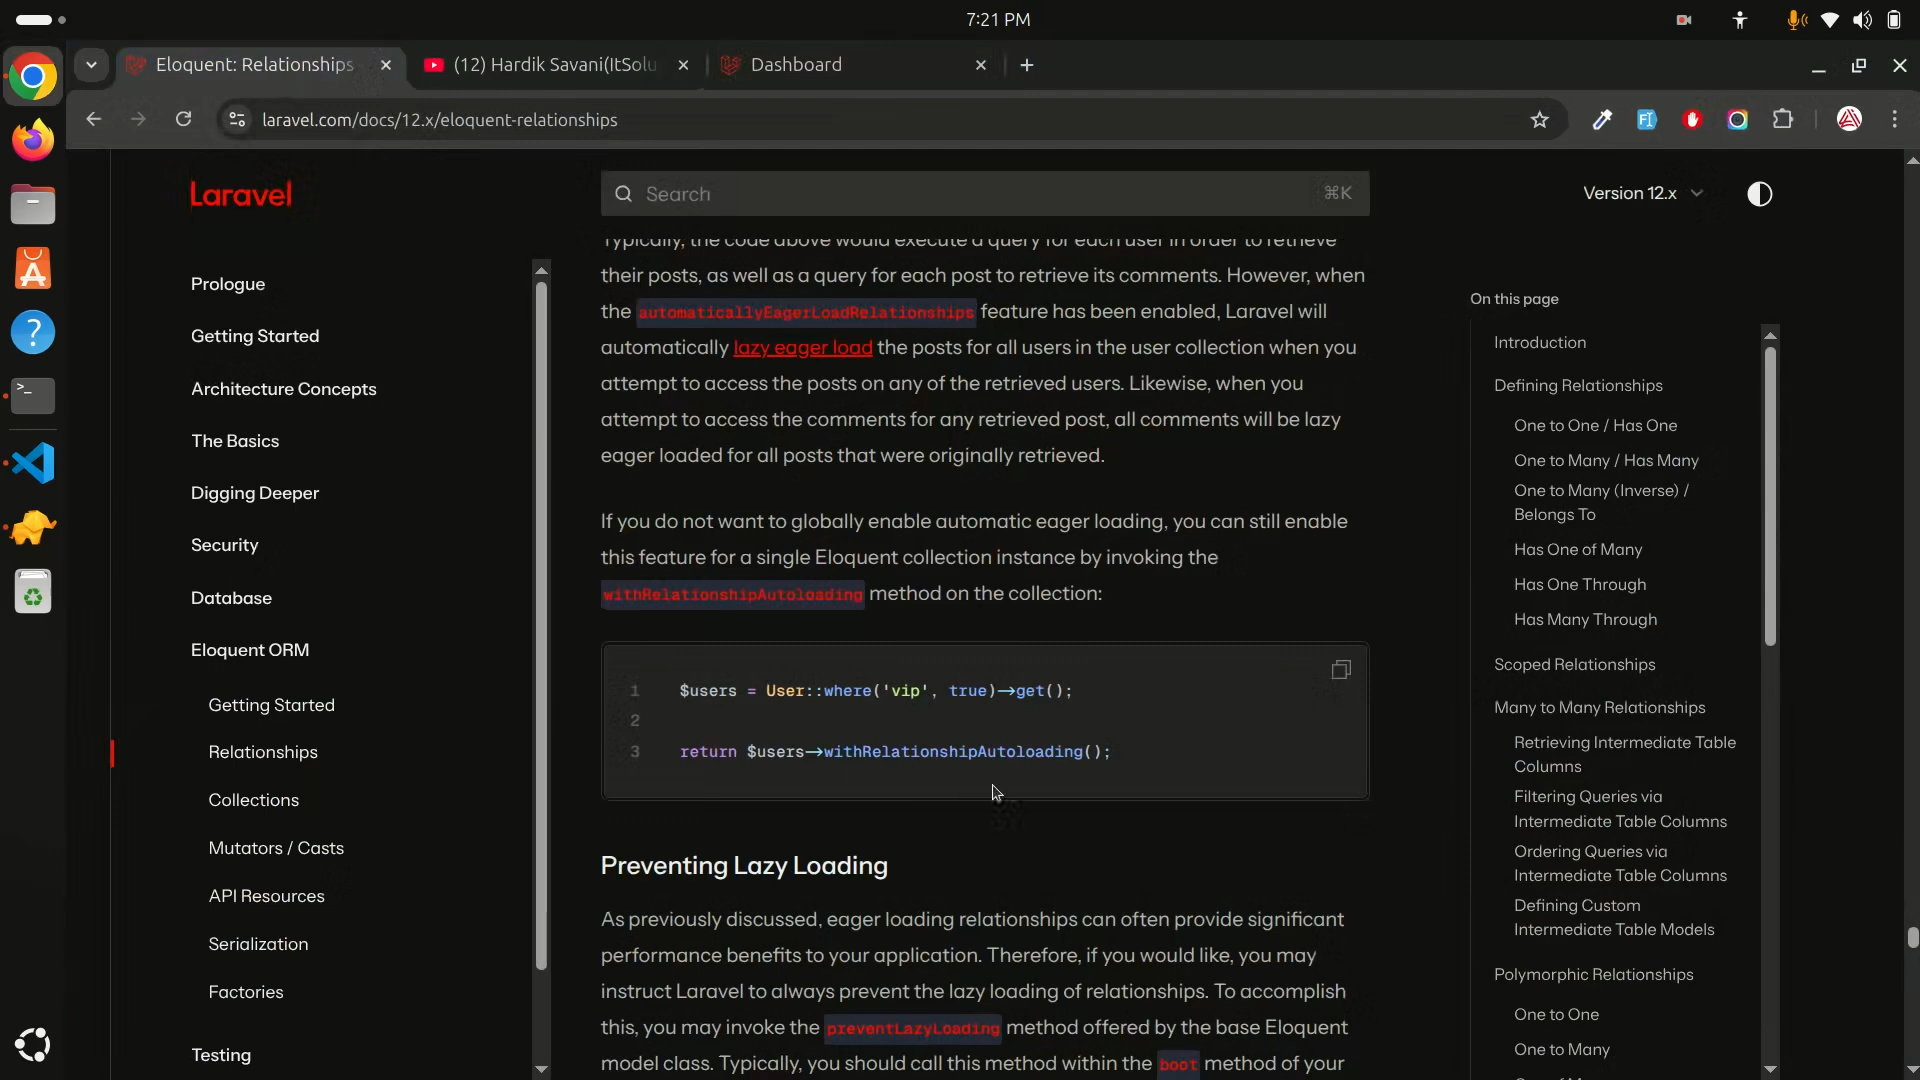 7:21 PM
Eloquent: Relationships
(12) Hardik Savani(ItSolu
Dashboard
laravel.com/docs/12.x/eloquent-relationships
Laravel
Search
⌘K
Version 12.x
Prologue
Getting Started
Architecture Concepts
The Basics
Digging Deeper
Security
Database
Eloquent ORM
Getting Started
Relationships
Collections
Mutators / Casts
API Resources
Serialization
Factories
Testing
Typically, the code above would execute a query for each user in order to retrieve
their posts, as well as a query for each post to retrieve its comments. However, when
the automaticallyEagerLoadRelationships feature has been enabled, Laravel will
automatically lazy eager load the posts for all users in the user collection when you
attempt to access the posts on any of the retrieved users. Likewise, when you
attempt to access the comments for any retrieved post, all comments will be lazy
eager loaded for all posts that were originally retrieved.
If you do not want to globally enable automatic eager loading, you can still enable
this feature for a single Eloquent collection instance by invoking the
withRelationshipAutoloading method on the collection:
1 $users = User::where('vip', true)->get();
2
3 return $users->withRelationshipAutoloading();
Preventing Lazy Loading
As previously discussed, eager loading relationships can often provide significant
performance benefits to your application. Therefore, if you would like, you may
instruct Laravel to always prevent the lazy loading of relationships. To accomplish
this, you may invoke the preventLazyLoading method offered by the base Eloquent
model class. Typically, you should call this method within the boot method of your
On this page
Introduction
Defining Relationships
One to One / Has One
One to Many / Has Many
One to Many (Inverse) /
Belongs To
Has One of Many
Has One Through
Has Many Through
Scoped Relationships
Many to Many Relationships
Retrieving Intermediate Table
Columns
Filtering Queries via
Intermediate Table Columns
Ordering Queries via
Intermediate Table Columns
Defining Custom
Intermediate Table Models
Polymorphic Relationships
One to One
One to Many